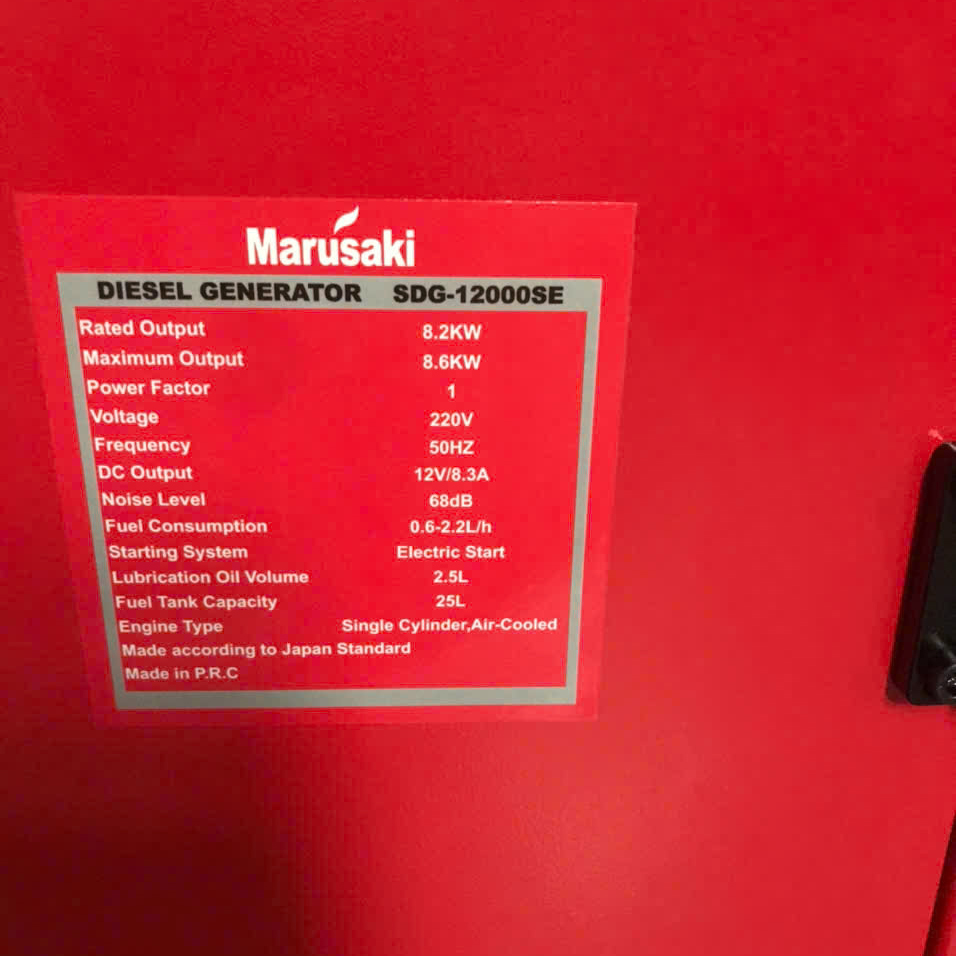 Marusaki
DIESEL GENERATOR SDG-12000SE
Rated Output 8.2KW
Maximum Output 8.6KW
Power Factor 1
Voltage 220V
Frequency 50HZ
DC Output 12V/8.3A
Noise Level 68dB
Fuel Consumption 0.6-2.2L/h
Starting System Electric Start
Lubrication Oil Volume 2.5L
Fuel Tank Capacity 25L
Engine Type Single Cylinder,Air-Cooled
Made according to Japan Standard
Made in P.R.C